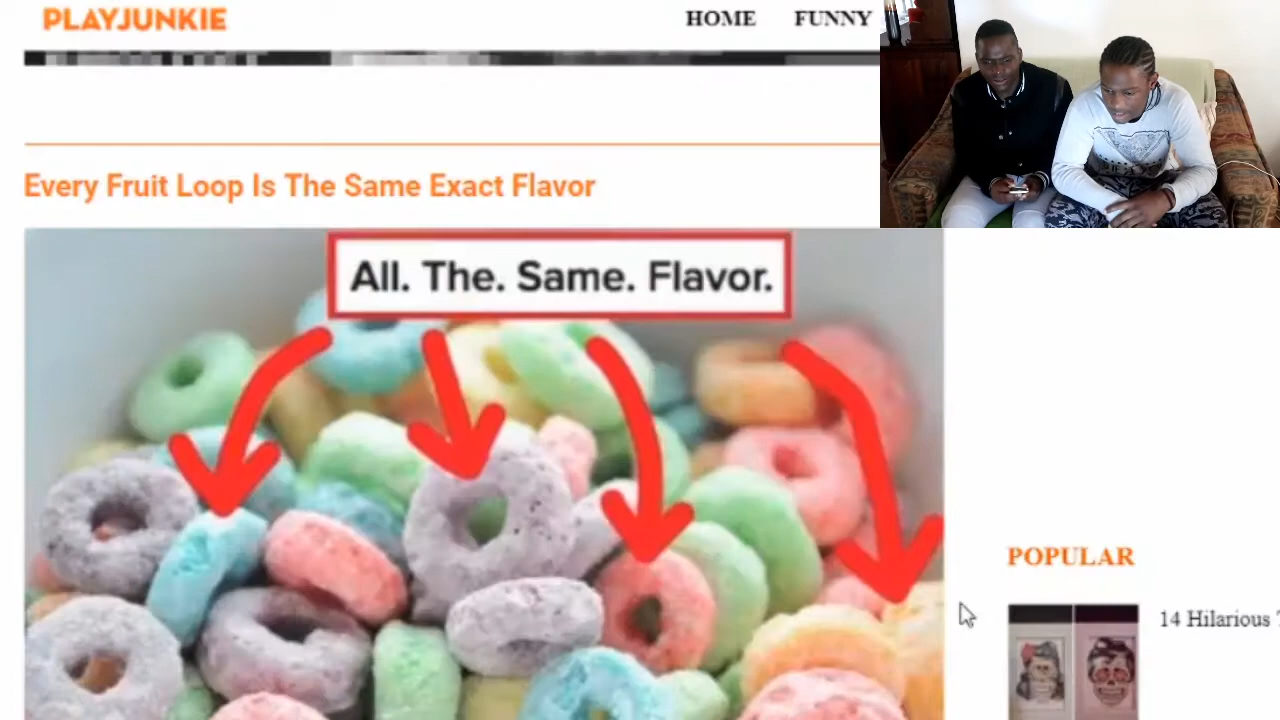 PLAYJUNKIE
HOME FUNNY
Every Fruit Loop Is The Same Exact Flavor
All. The. Same. Flavor.
POPULAR
14 Hilarious